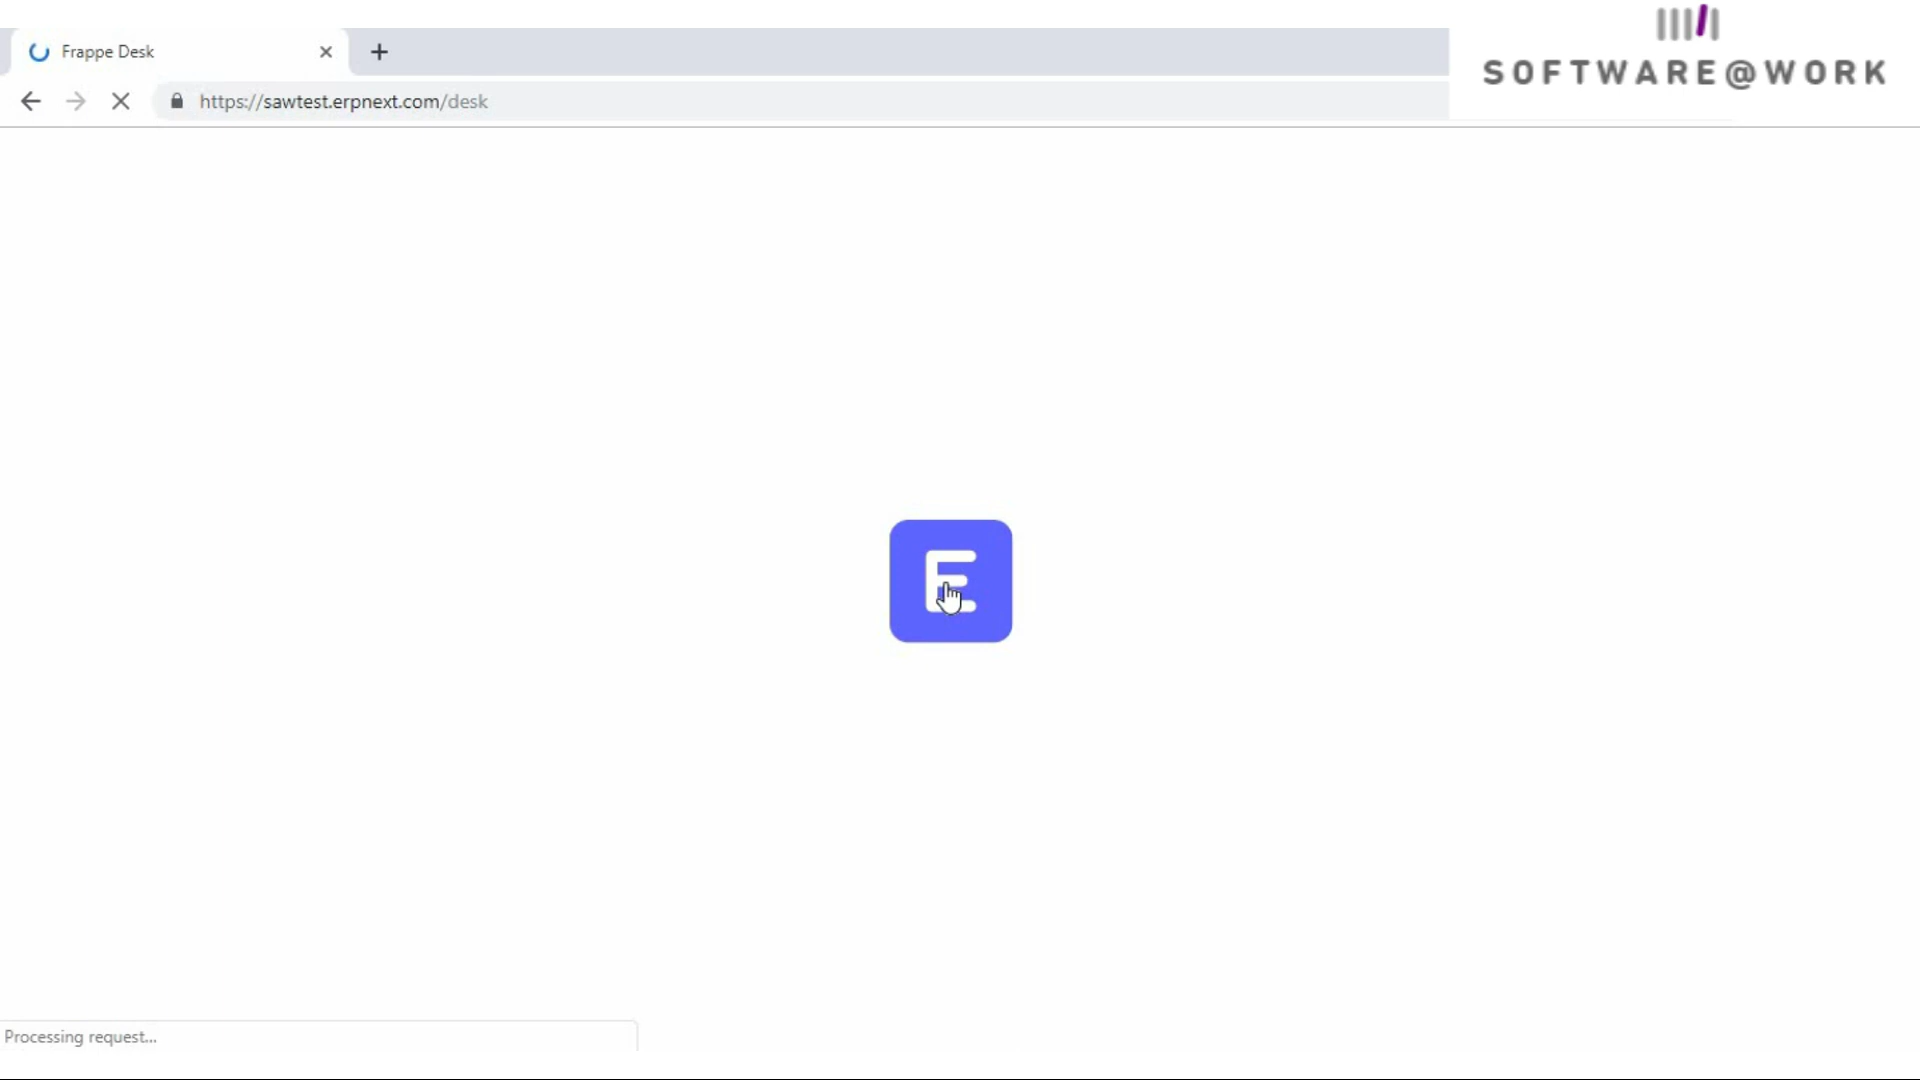 Frappe Desk
SOFTWARE@WORK
https://sawtest.erpnext.com/desk
E
Processing request...